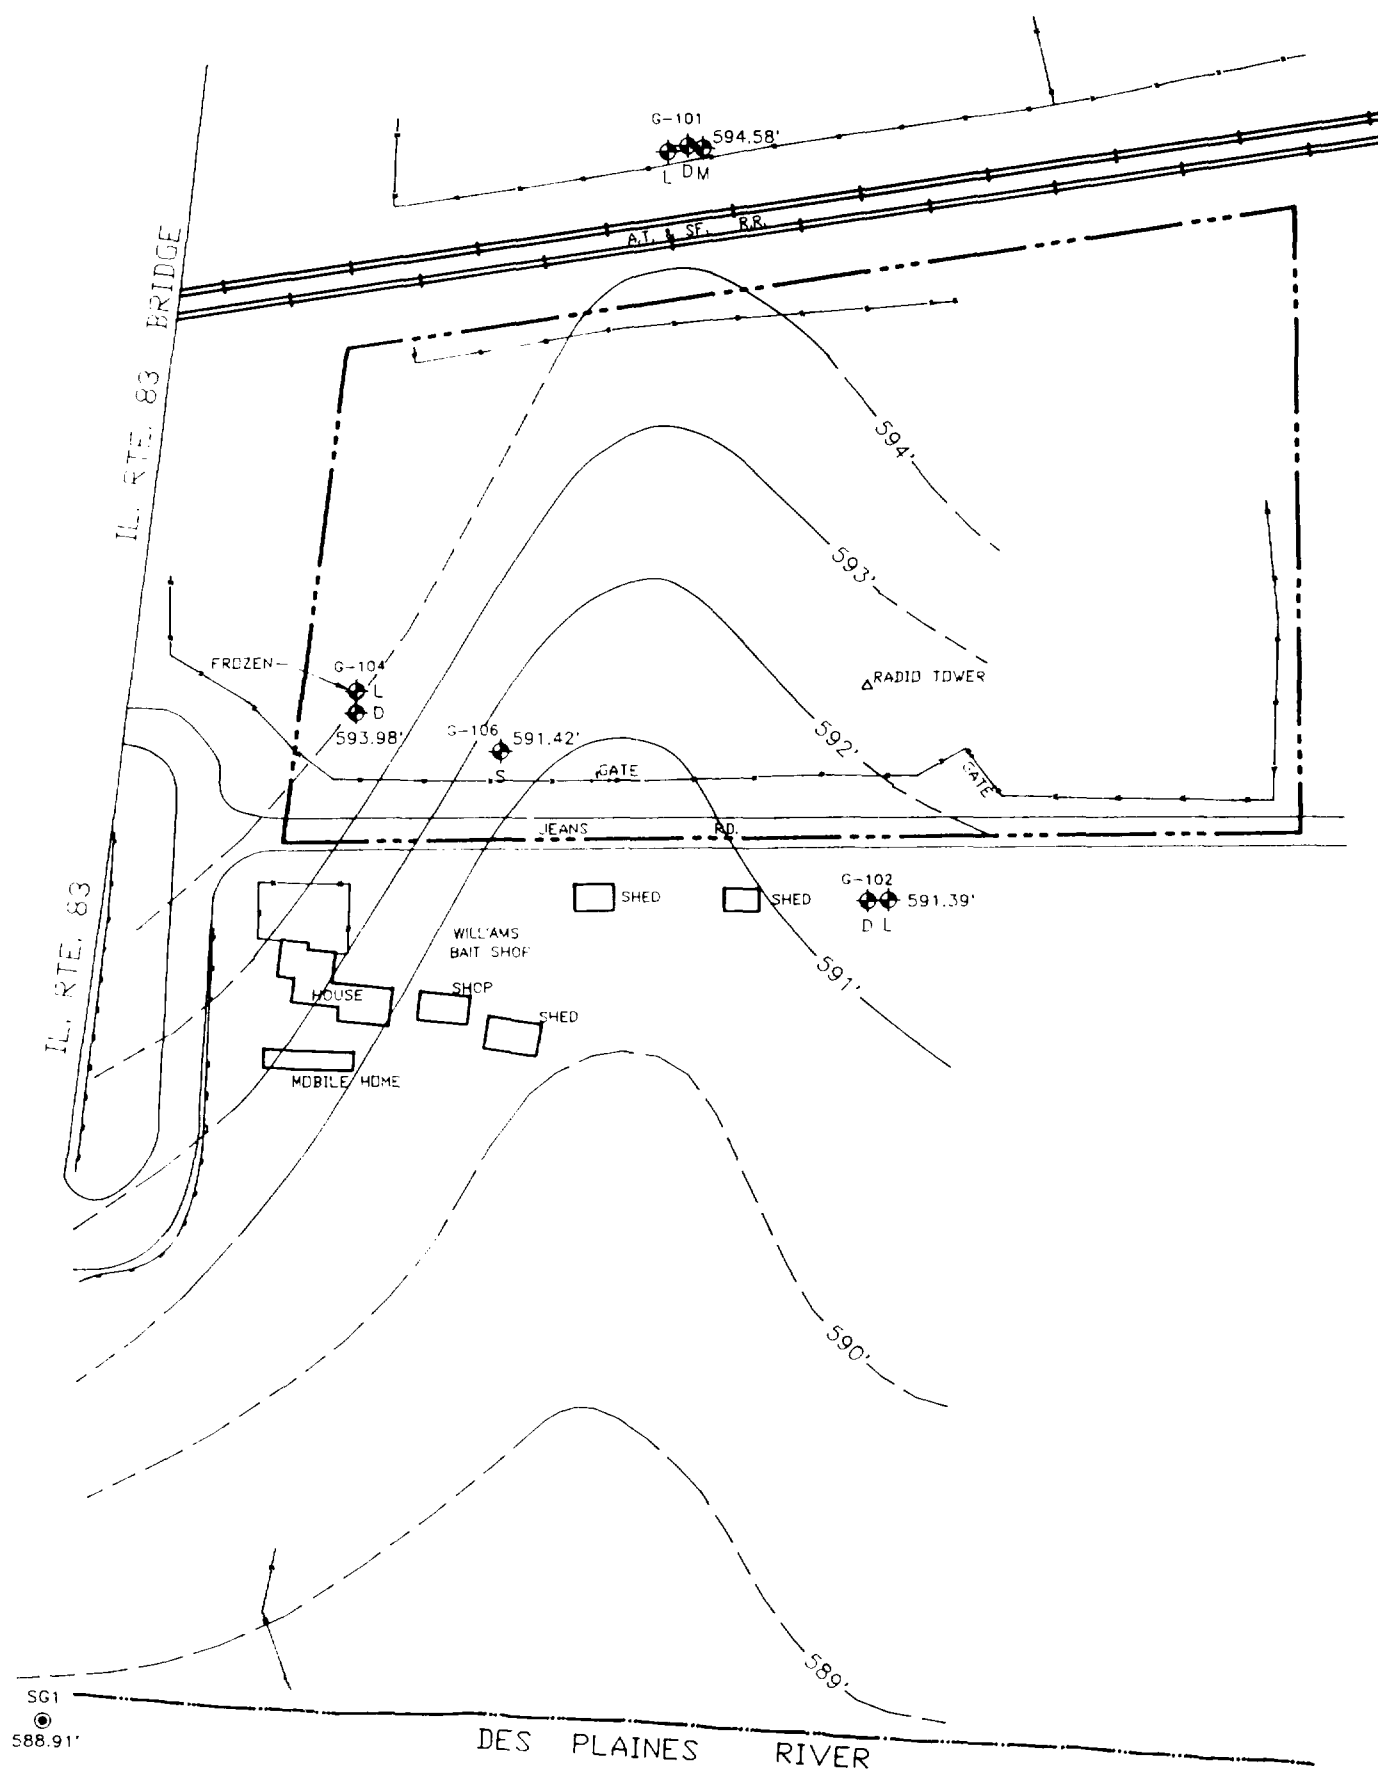 G-101
594.58'
L D M
A.T. & SF. R.R.
IL. RTE. 83 BRIDGE
594'
593'
FROZEN
G-104
L
D
593.98'
RADIO TOWER
G-106
591.42'
S
592'
GATE
GATE
JEANS RD.
SHED
SHED
G-102
591.39'
D L
IL. RTE. 83
WILLIAMS
BAIT SHOP
591'
HOUSE
SHOP
SHED
MOBILE HOME
590'
589'
SG1
588.91'
DES PLAINES RIVER